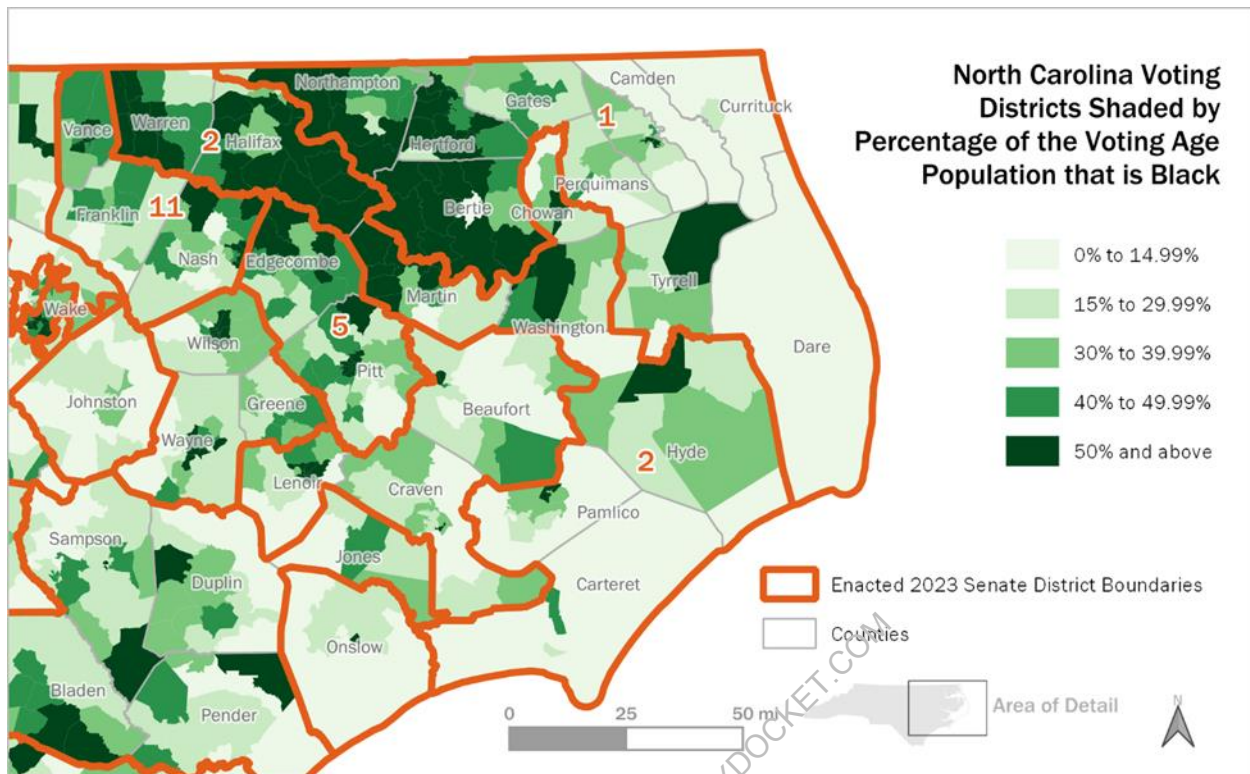 North Carolina Voting
Districts Shaded by
Percentage of the Voting Age
Population that is Black
0% to 14.99%
15% to 29.99%
30% to 39.99%
40% to 49.99%
50% and above
Enacted 2023 Senate District Boundaries
Counties
Area of Detail
N
0 25 50 mi
Camden
Currituck
Northampton
Gates
1
Vance
Warren
2
Halifax
Hertford
Perquimans
Franklin
11
Bertie
Chowan
Nash
Edgecombe
Tyrrell
Wake
Martin
5
Washington
Wilson
Dare
Pitt
Johnston
Greene
Beaufort
Wayne
2
Hyde
Lenoir
Craven
Pamlico
Sampson
Jones
Duplin
Carteret
Onslow
Bladen
Pender
YDOCKET.COM